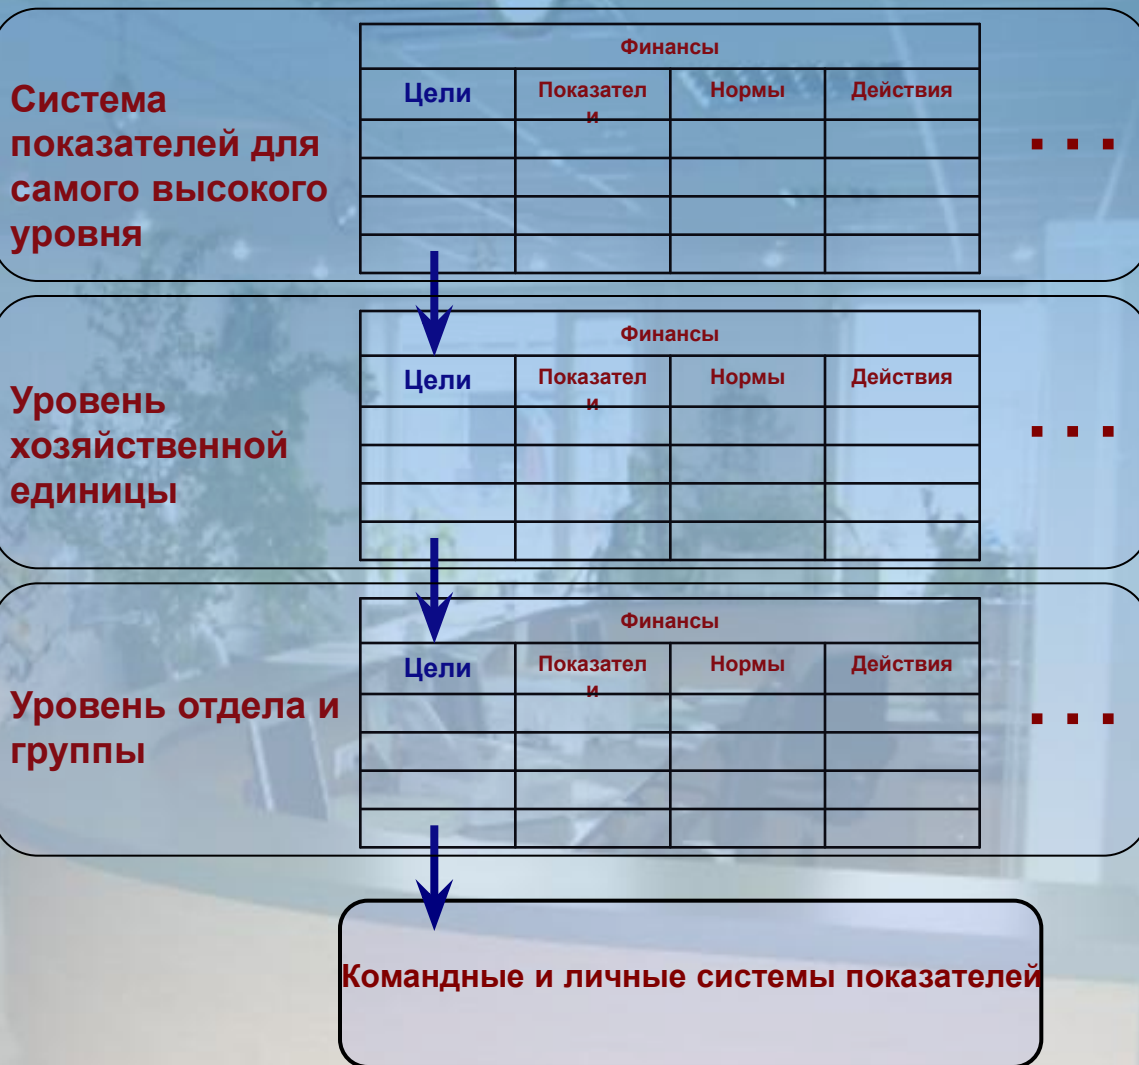 Система
показателей для
самого высокого
уровня
Финансы
Цели Показател Нормы Действия
и
. . .
Уровень
хозяйственной
единицы
Финансы
Цели Показател Нормы Действия
и
. . .
Уровень отдела и
группы
Финансы
Цели Показател Нормы Действия
и
. . .
Командные и личные системы показателей